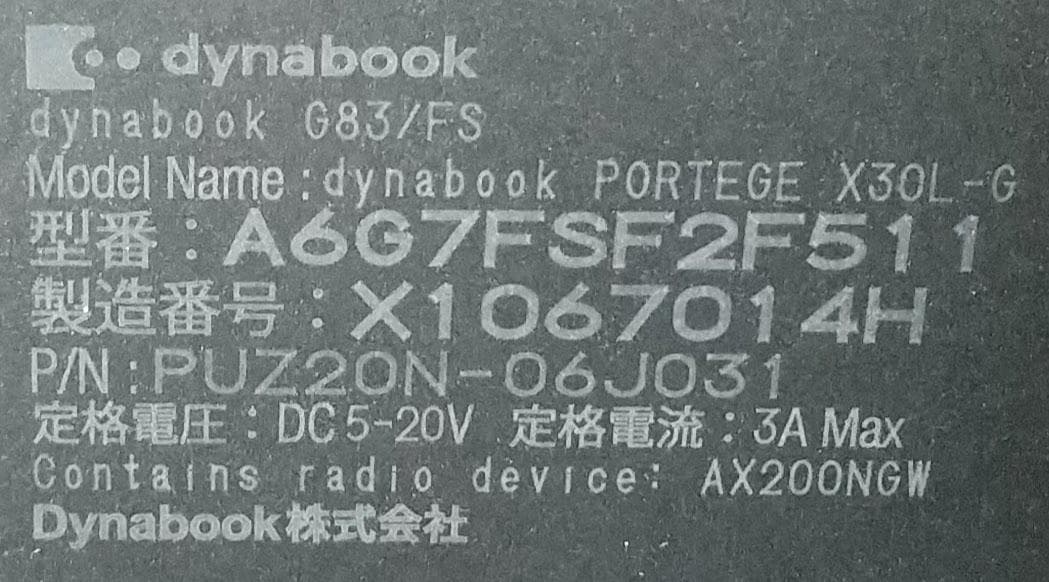 dynabook
dynabook G83/FS
Model Name : dynabook PORTEGE X30L-G
型番 : A6G7FSF2F511
製造番号 : X1067014H
P/N : PUZ20N-06J031
定格電圧 : DC 5-20V 定格電流 : 3A Max
Contains radio device: AX200NGW
Dynabook株式会社